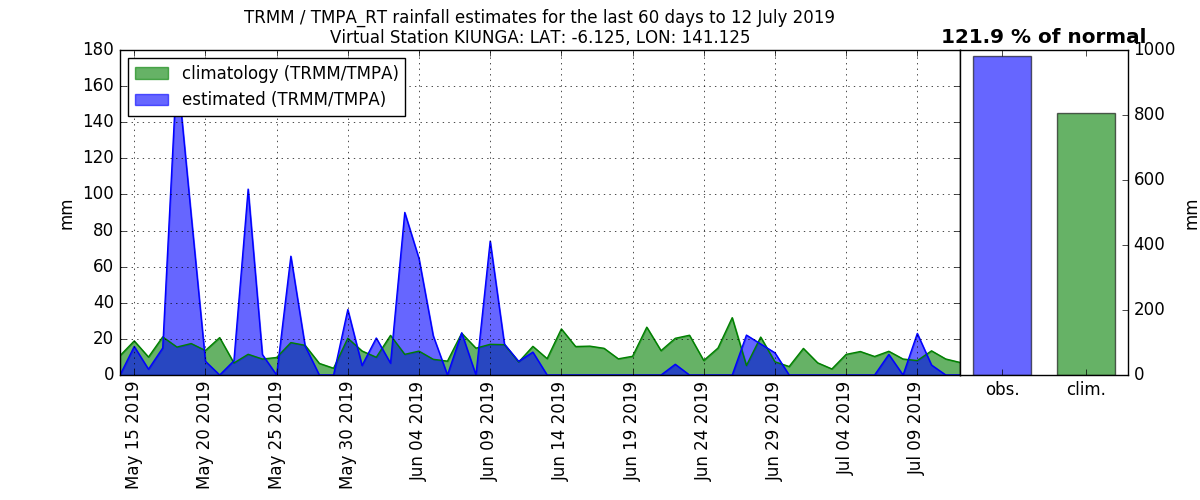 TRMM / TMPA_RT rainfall estimates for the last 60 days to 12 July 2019
Virtual Station KIUNGA: LAT: -6.125, LON: 141.125
121.9 % of normal
climatology (TRMM/TMPA)
estimated (TRMM/TMPA)
180
160
140
120
100
80
60
40
20
0
mm
May 15 2019
May 20 2019
May 25 2019
May 30 2019
Jun 04 2019
Jun 09 2019
Jun 14 2019
Jun 19 2019
Jun 24 2019
Jun 29 2019
Jul 04 2019
Jul 09 2019
1000
800
600
400
200
0
mm
obs.
clim.